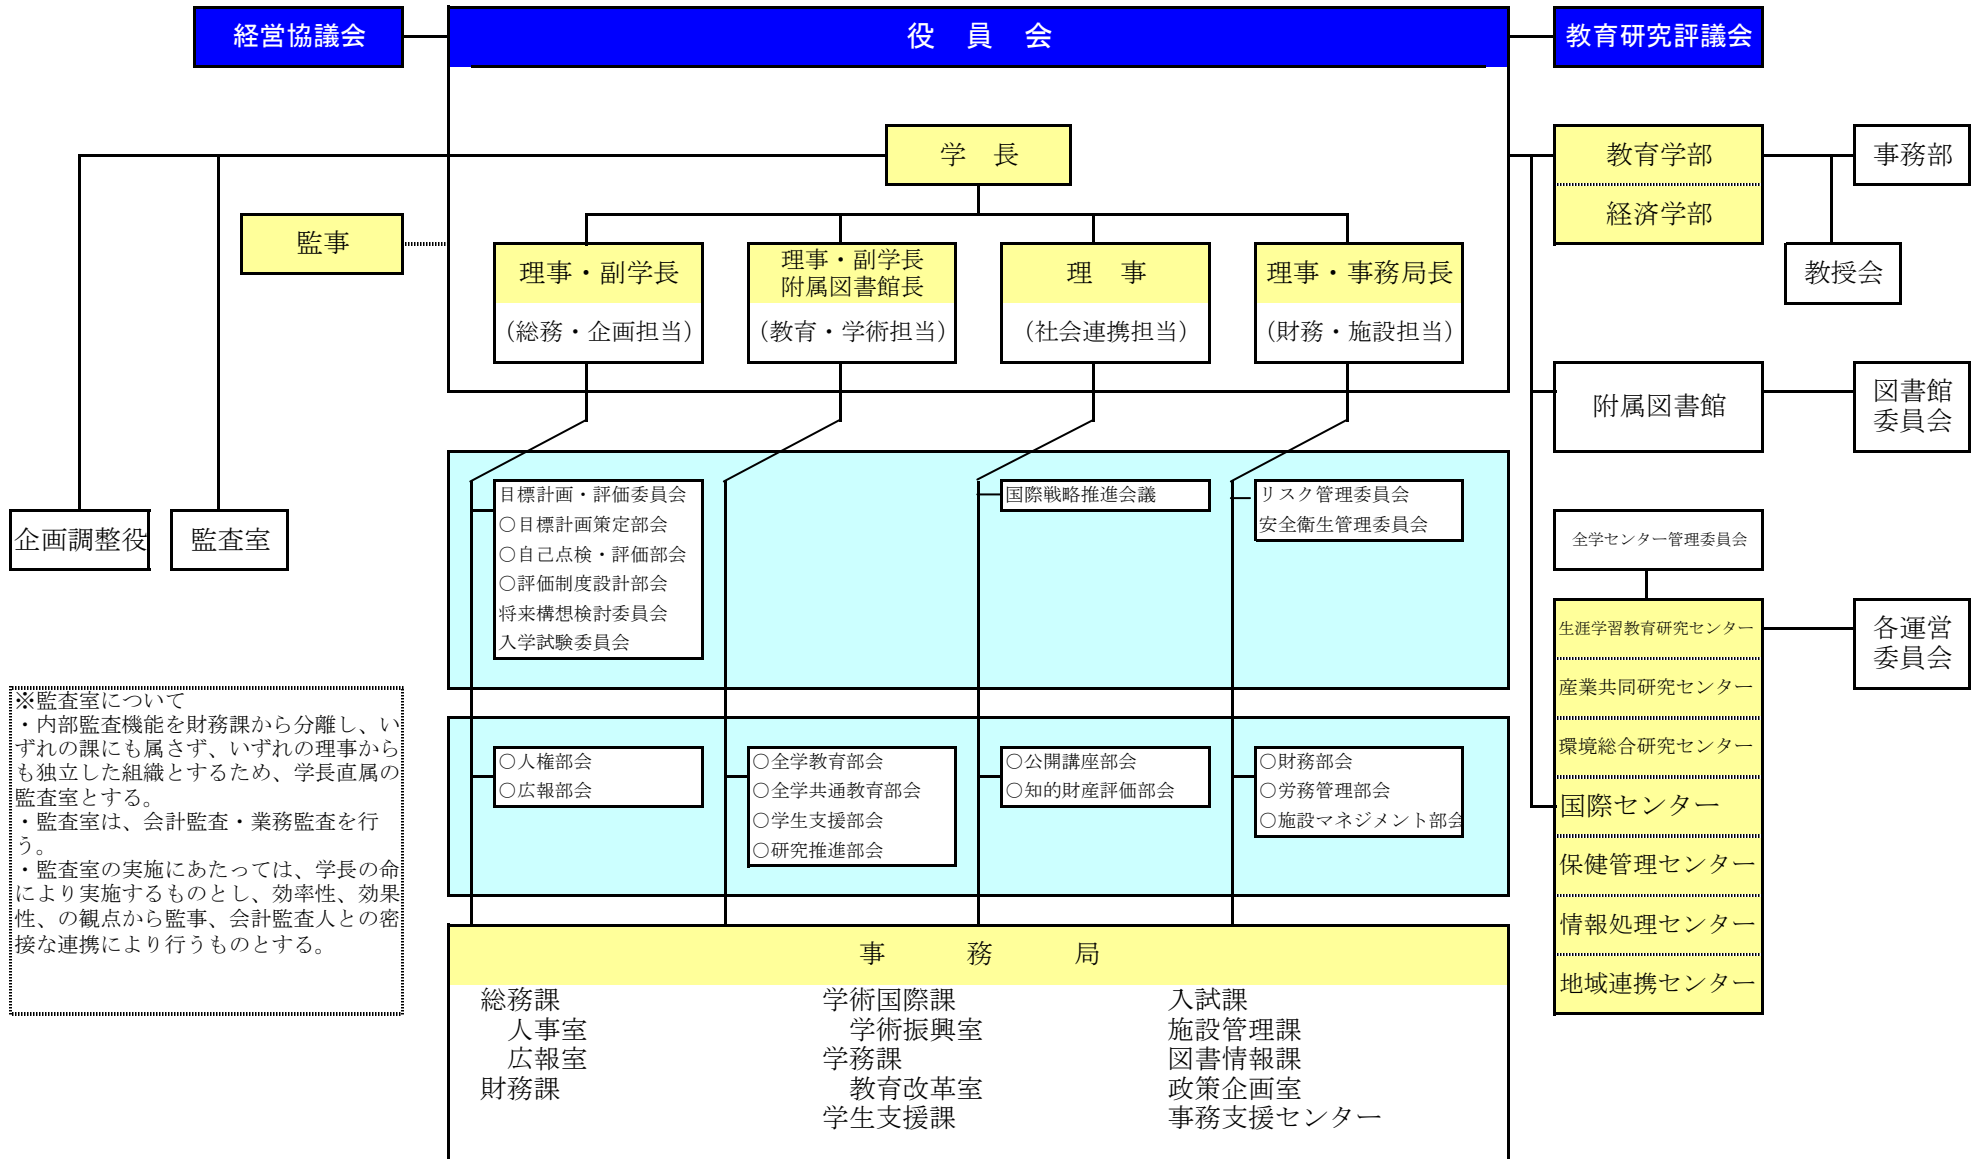 経営協議会
役　員　会
教育研究評議会
学　長
教育学部
経済学部
事務部
教授会
監事
理事・副学長
（総務・企画担当）
理事・副学長
附属図書館長
（教育・学術担当）
理　事
（社会連携担当）
理事・事務局長
（財務・施設担当）
附属図書館
図書館
委員会
企画調整役
監査室
目標計画・評価委員会
○目標計画策定部会
○自己点検・評価部会
○評価制度設計部会
将来構想検討委員会
入学試験委員会
国際戦略推進会議
リスク管理委員会
安全衛生管理委員会
全学センター管理委員会
生涯学習教育研究センター
産業共同研究センター
環境総合研究センター
国際センター
保健管理センター
情報処理センター
地域連携センター
各運営
委員会
※監査室について
・内部監査機能を財務課から分離し、い
ずれの課にも属さず、いずれの理事から
も独立した組織とするため、学長直属の
監査室とする。
・監査室は、会計監査・業務監査を行
う。
・監査室の実施にあたっては、学長の命
により実施するものとし、効率性、効果
性、の観点から監事、会計監査人との密
接な連携により行うものとする。
○人権部会
○広報部会
○全学教育部会
○全学共通教育部会
○学生支援部会
○研究推進部会
○公開講座部会
○知的財産評価部会
○財務部会
○労務管理部会
○施設マネジメント部会
事　　務　　局
総務課
人事室
広報室
財務課
学術国際課
学術振興室
学務課
教育改革室
学生支援課
入試課
施設管理課
図書情報課
政策企画室
事務支援センター